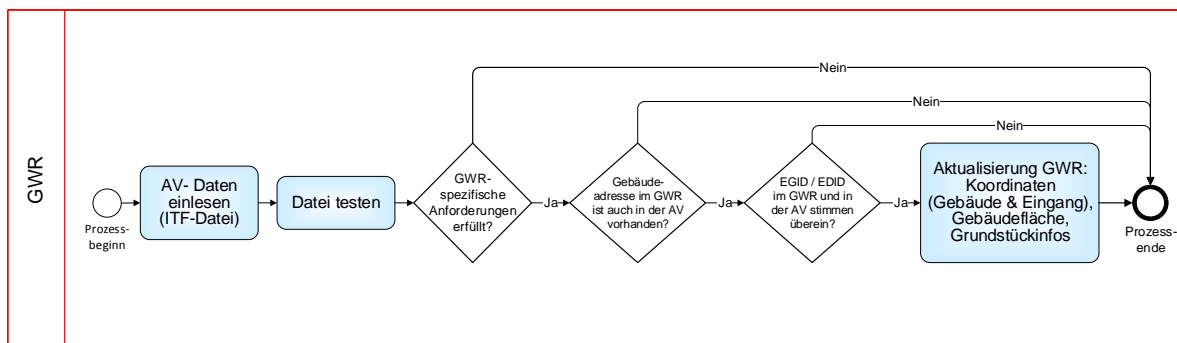 GWR
Prozess-
beginn
AV- Daten
einlesen
(ITF-Datei)
Datei testen
GWR-
spezifische
Anforderungen
erfüllt?
Ja
Nein
Gebäude-
adresse im GWR
ist auch in der AV
vorhanden?
Ja
Nein
EGID / EDID
im GWR und in
der AV stimmen
überein?
Ja
Nein
Aktualisierung GWR:
Koordinaten
(Gebäude & Eingang),
Gebäudefläche,
Grundstückinfos
Prozess-
ende